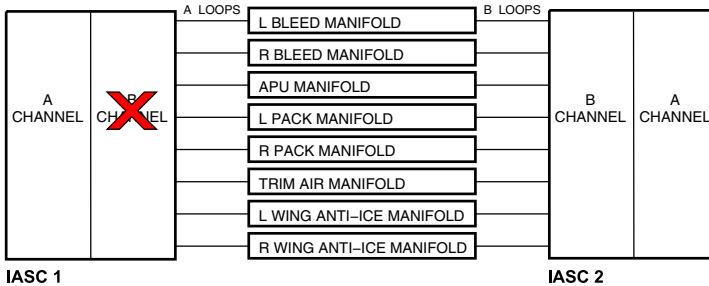 A LOOPS
B LOOPS
L BLEED MANIFOLD
R BLEED MANIFOLD
APU MANIFOLD
L PACK MANIFOLD
R PACK MANIFOLD
TRIM AIR MANIFOLD
L WING ANTI–ICE MANIFOLD
R WING ANTI–ICE MANIFOLD
A
CHANNEL
B
CHANNEL
B
CHANNEL
A
CHANNEL
IASC 1
IASC 2